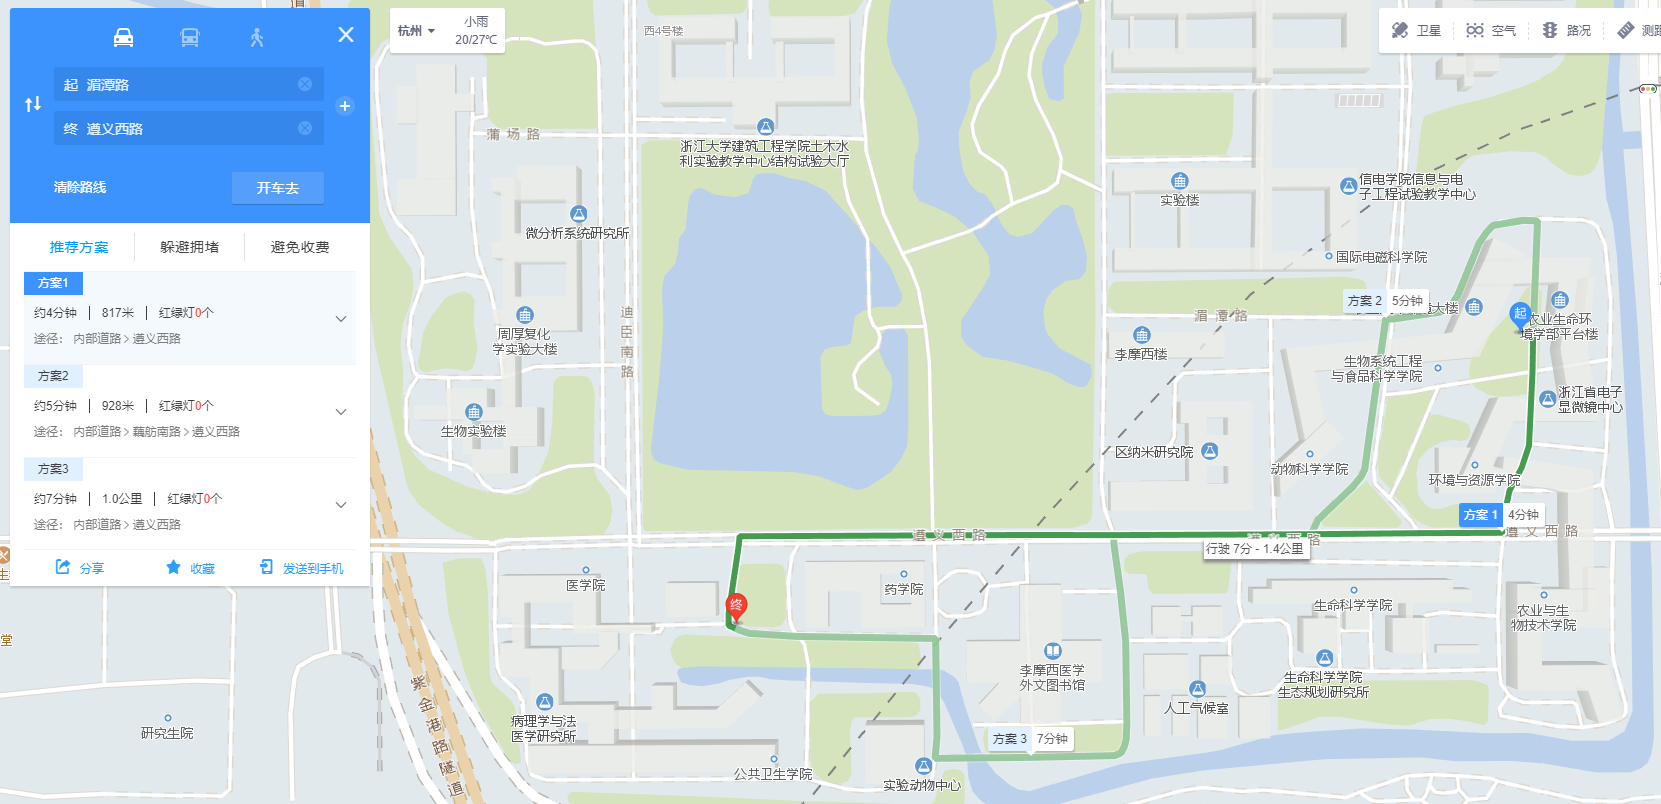 起 湄潭路
终 遵义西路
清除路线
开车去
推荐方案
躲避拥堵
避免收费
方案1
约4分钟 | 817米 | 红绿灯0个
途径: 内部道路 > 遵义西路
方案2
约5分钟 | 928米 | 红绿灯0个
途径: 内部道路 > 藕舫南路 > 遵义西路
方案3
约7分钟 | 1.0公里 | 红绿灯0个
途径: 内部道路 > 遵义西路
分享
收藏
发送到手机
杭州
小雨
20/27℃
卫星
空气
路况
西4号楼
蒲场路
浙江大学建筑工程学院土木水
利实验教学中心结构试验大厅
微分析系统研究所
周厚复化
学实验大楼
迪臣南路
生物实验楼
实验楼
信电学院信息与电
子工程试验教学中心
国际电磁科学院
方案 2 5分钟
大楼
湄潭路
李摩西楼
起
农业生命环
境学部平台楼
生物系统工程
与食品科学学院
浙江省电子
显微镜中心
区纳米研究院
动物科学学院
环境与资源学院
方案 1 4分钟
遵义西路
遵义西路
行驶 7分 - 1.4公里
医学院
药学院
终
生命科学学院
农业与生
物技术学院
李摩西医学
外文图书馆
生命科学学院
生态规划研究所
人工气候室
紫金港路隧道
病理学与法
医学研究所
方案 3 7分钟
公共卫生学院
实验动物中心
研究生院
堂